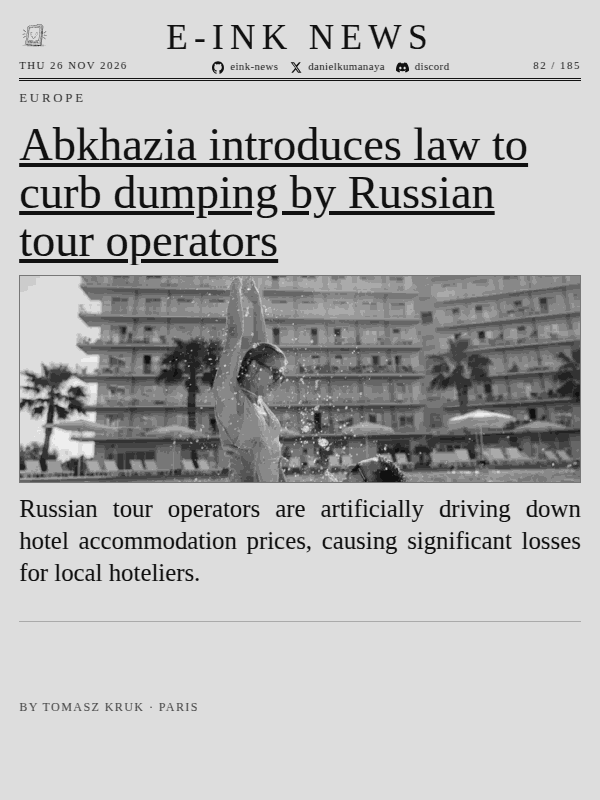 E-INK NEWS
THU 26 NOV 2026
eink-news
danielkumanaya
discord
82 / 185
EUROPE
Abkhazia introduces law to
curb dumping by Russian
tour operators
Russian tour operators are artificially driving down
hotel accommodation prices, causing significant losses
for local hoteliers.
BY TOMASZ KRUK · PARIS